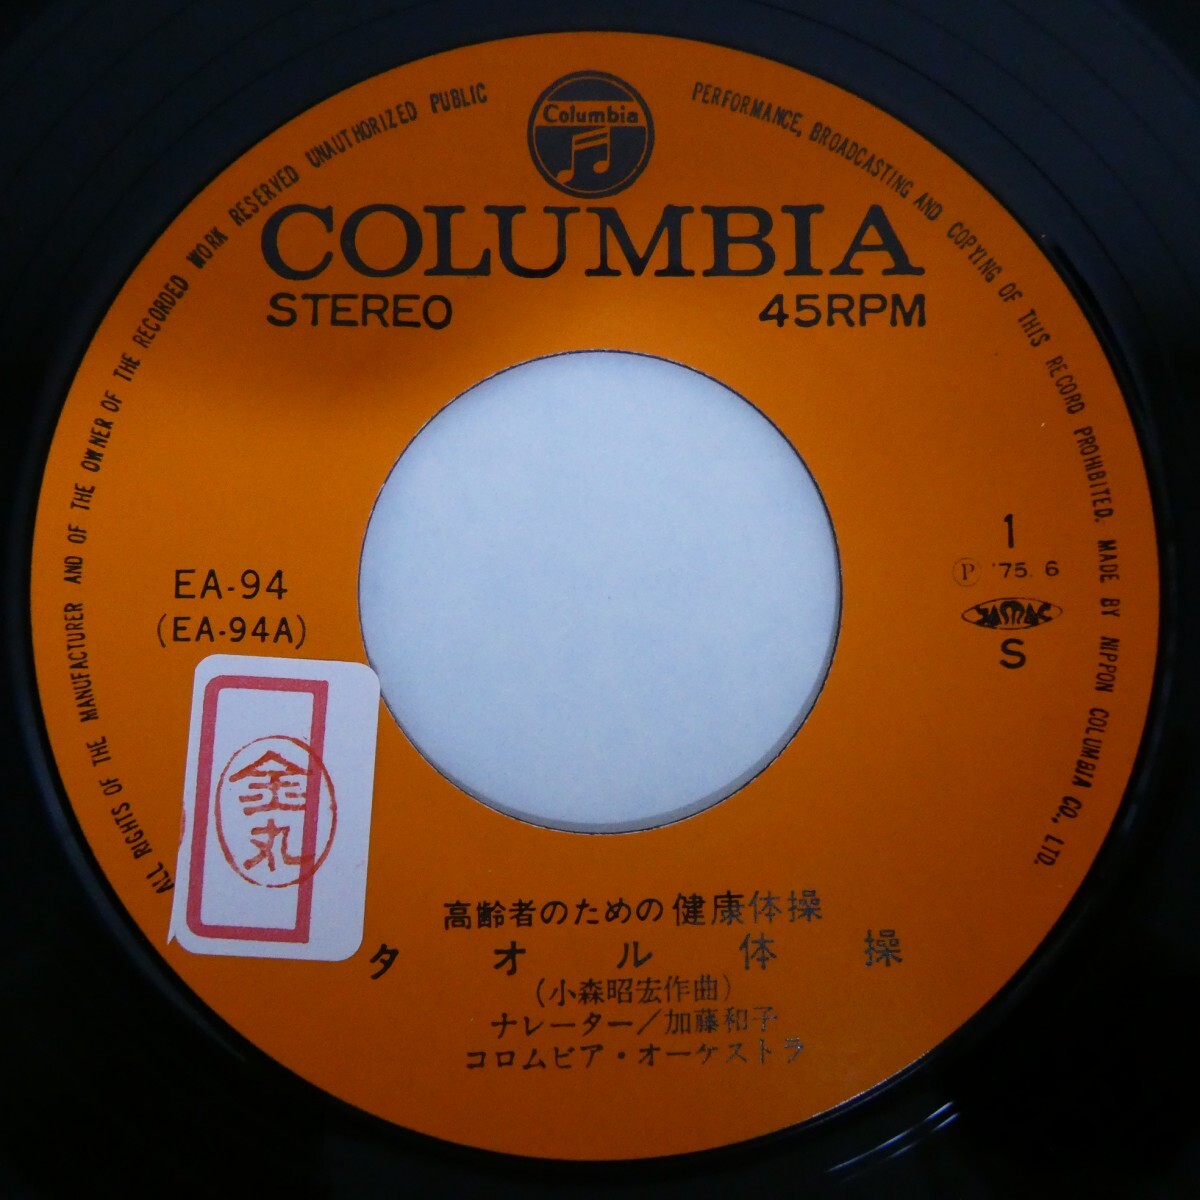 Columbia
COLUMBIA
STEREO 45RPM
ALL RIGHTS OF THE MANUFACTURER AND OF THE OWNER OF THE RECORDED WORK RESERVED UNAUTHORIZED PUBLIC PERFORMANCE, BROADCASTING AND COPYING OF THIS RECORD PROHIBITED. MADE BY NIPPON COLUMBIA CO., LTD.
EA-94
(EA-94A)
1
Ⓟ '75. 6
JASRAC
S
金丸
高齢者のための健康体操
タオル体操
(小森昭宏作曲)
ナレーター/加藤和子
コロムビア・オーケストラ